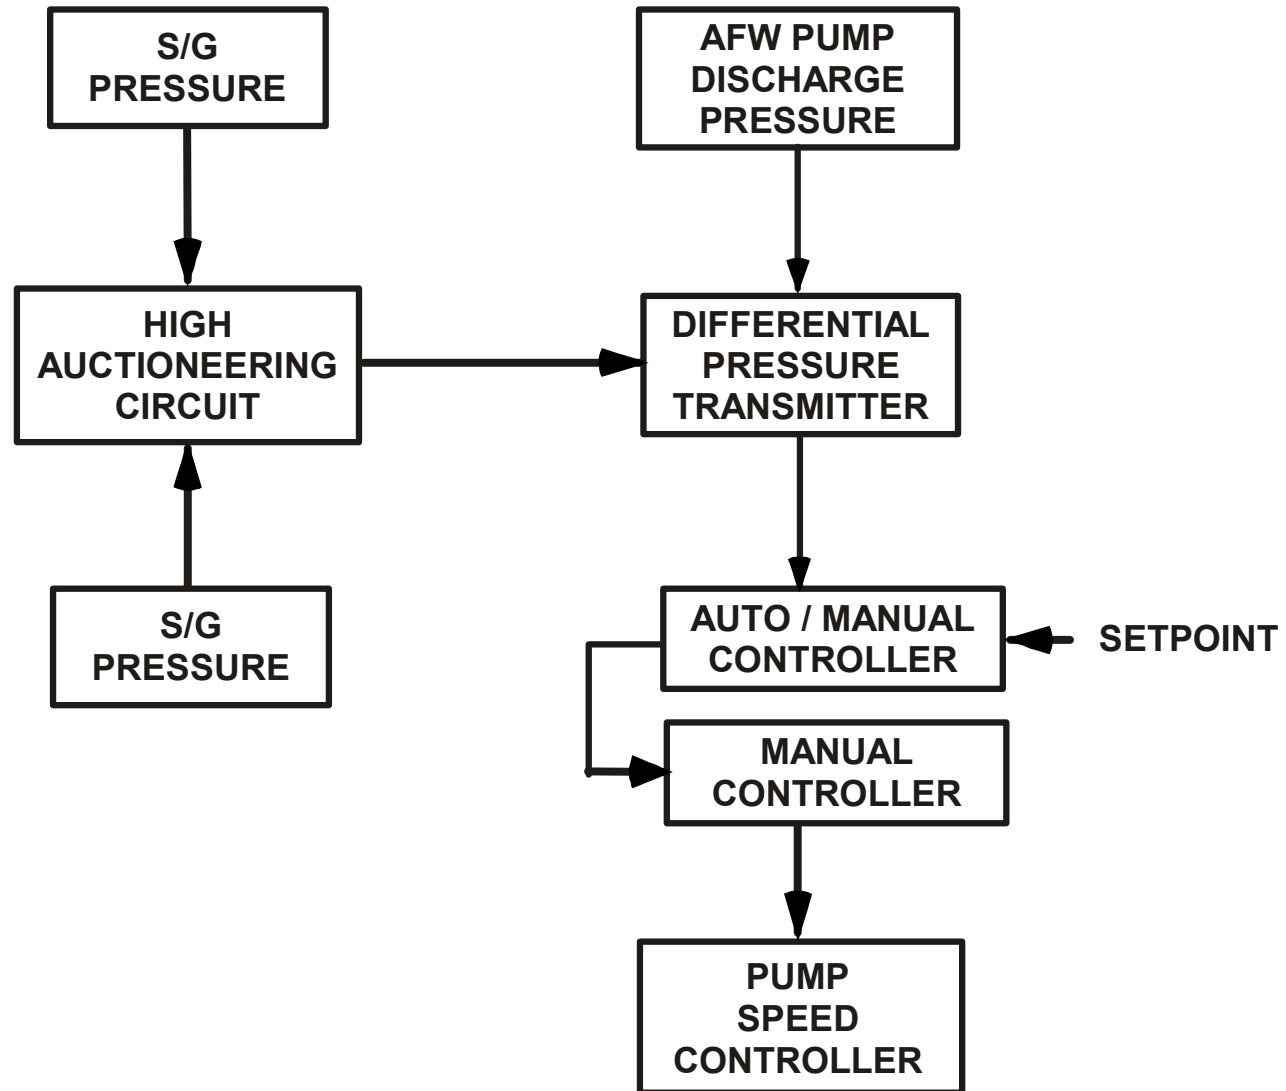 S/G
PRESSURE
AFW PUMP
DISCHARGE
PRESSURE
HIGH
AUCTIONEERING
CIRCUIT
DIFFERENTIAL
PRESSURE
TRANSMITTER
S/G
PRESSURE
AUTO / MANUAL
CONTROLLER
SETPOINT
MANUAL
CONTROLLER
PUMP
SPEED
CONTROLLER